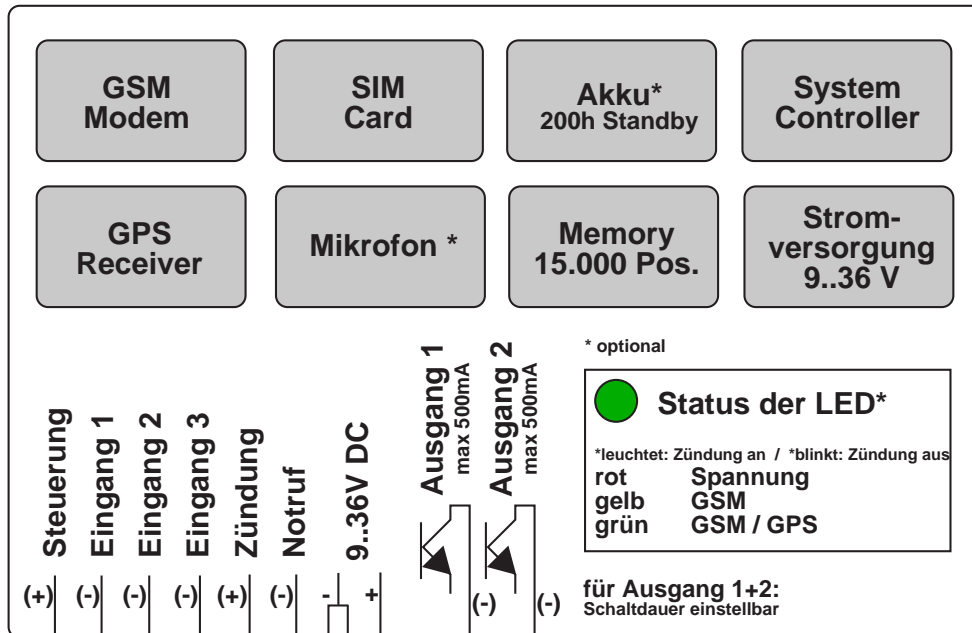 GSM
Modem
SIM
Card
Akku*
200h Standby
System
Controller
GPS
Receiver
Mikrofon *
Memory
15.000 Pos.
Strom-
versorgung
9..36 V
* optional
Status der LED*
*leuchtet: Zündung an / *blinkt: Zündung aus
rot Spannung
gelb GSM
grün GSM / GPS
für Ausgang 1+2:
Schaltdauer einstellbar
Steuerung
Eingang 1
Eingang 2
Eingang 3
Zündung
Notruf
9..36V DC
Ausgang 1
max 500mA
Ausgang 2
max 500mA
(+) (-) (-) (-) (+) (-) - + (-) (-)